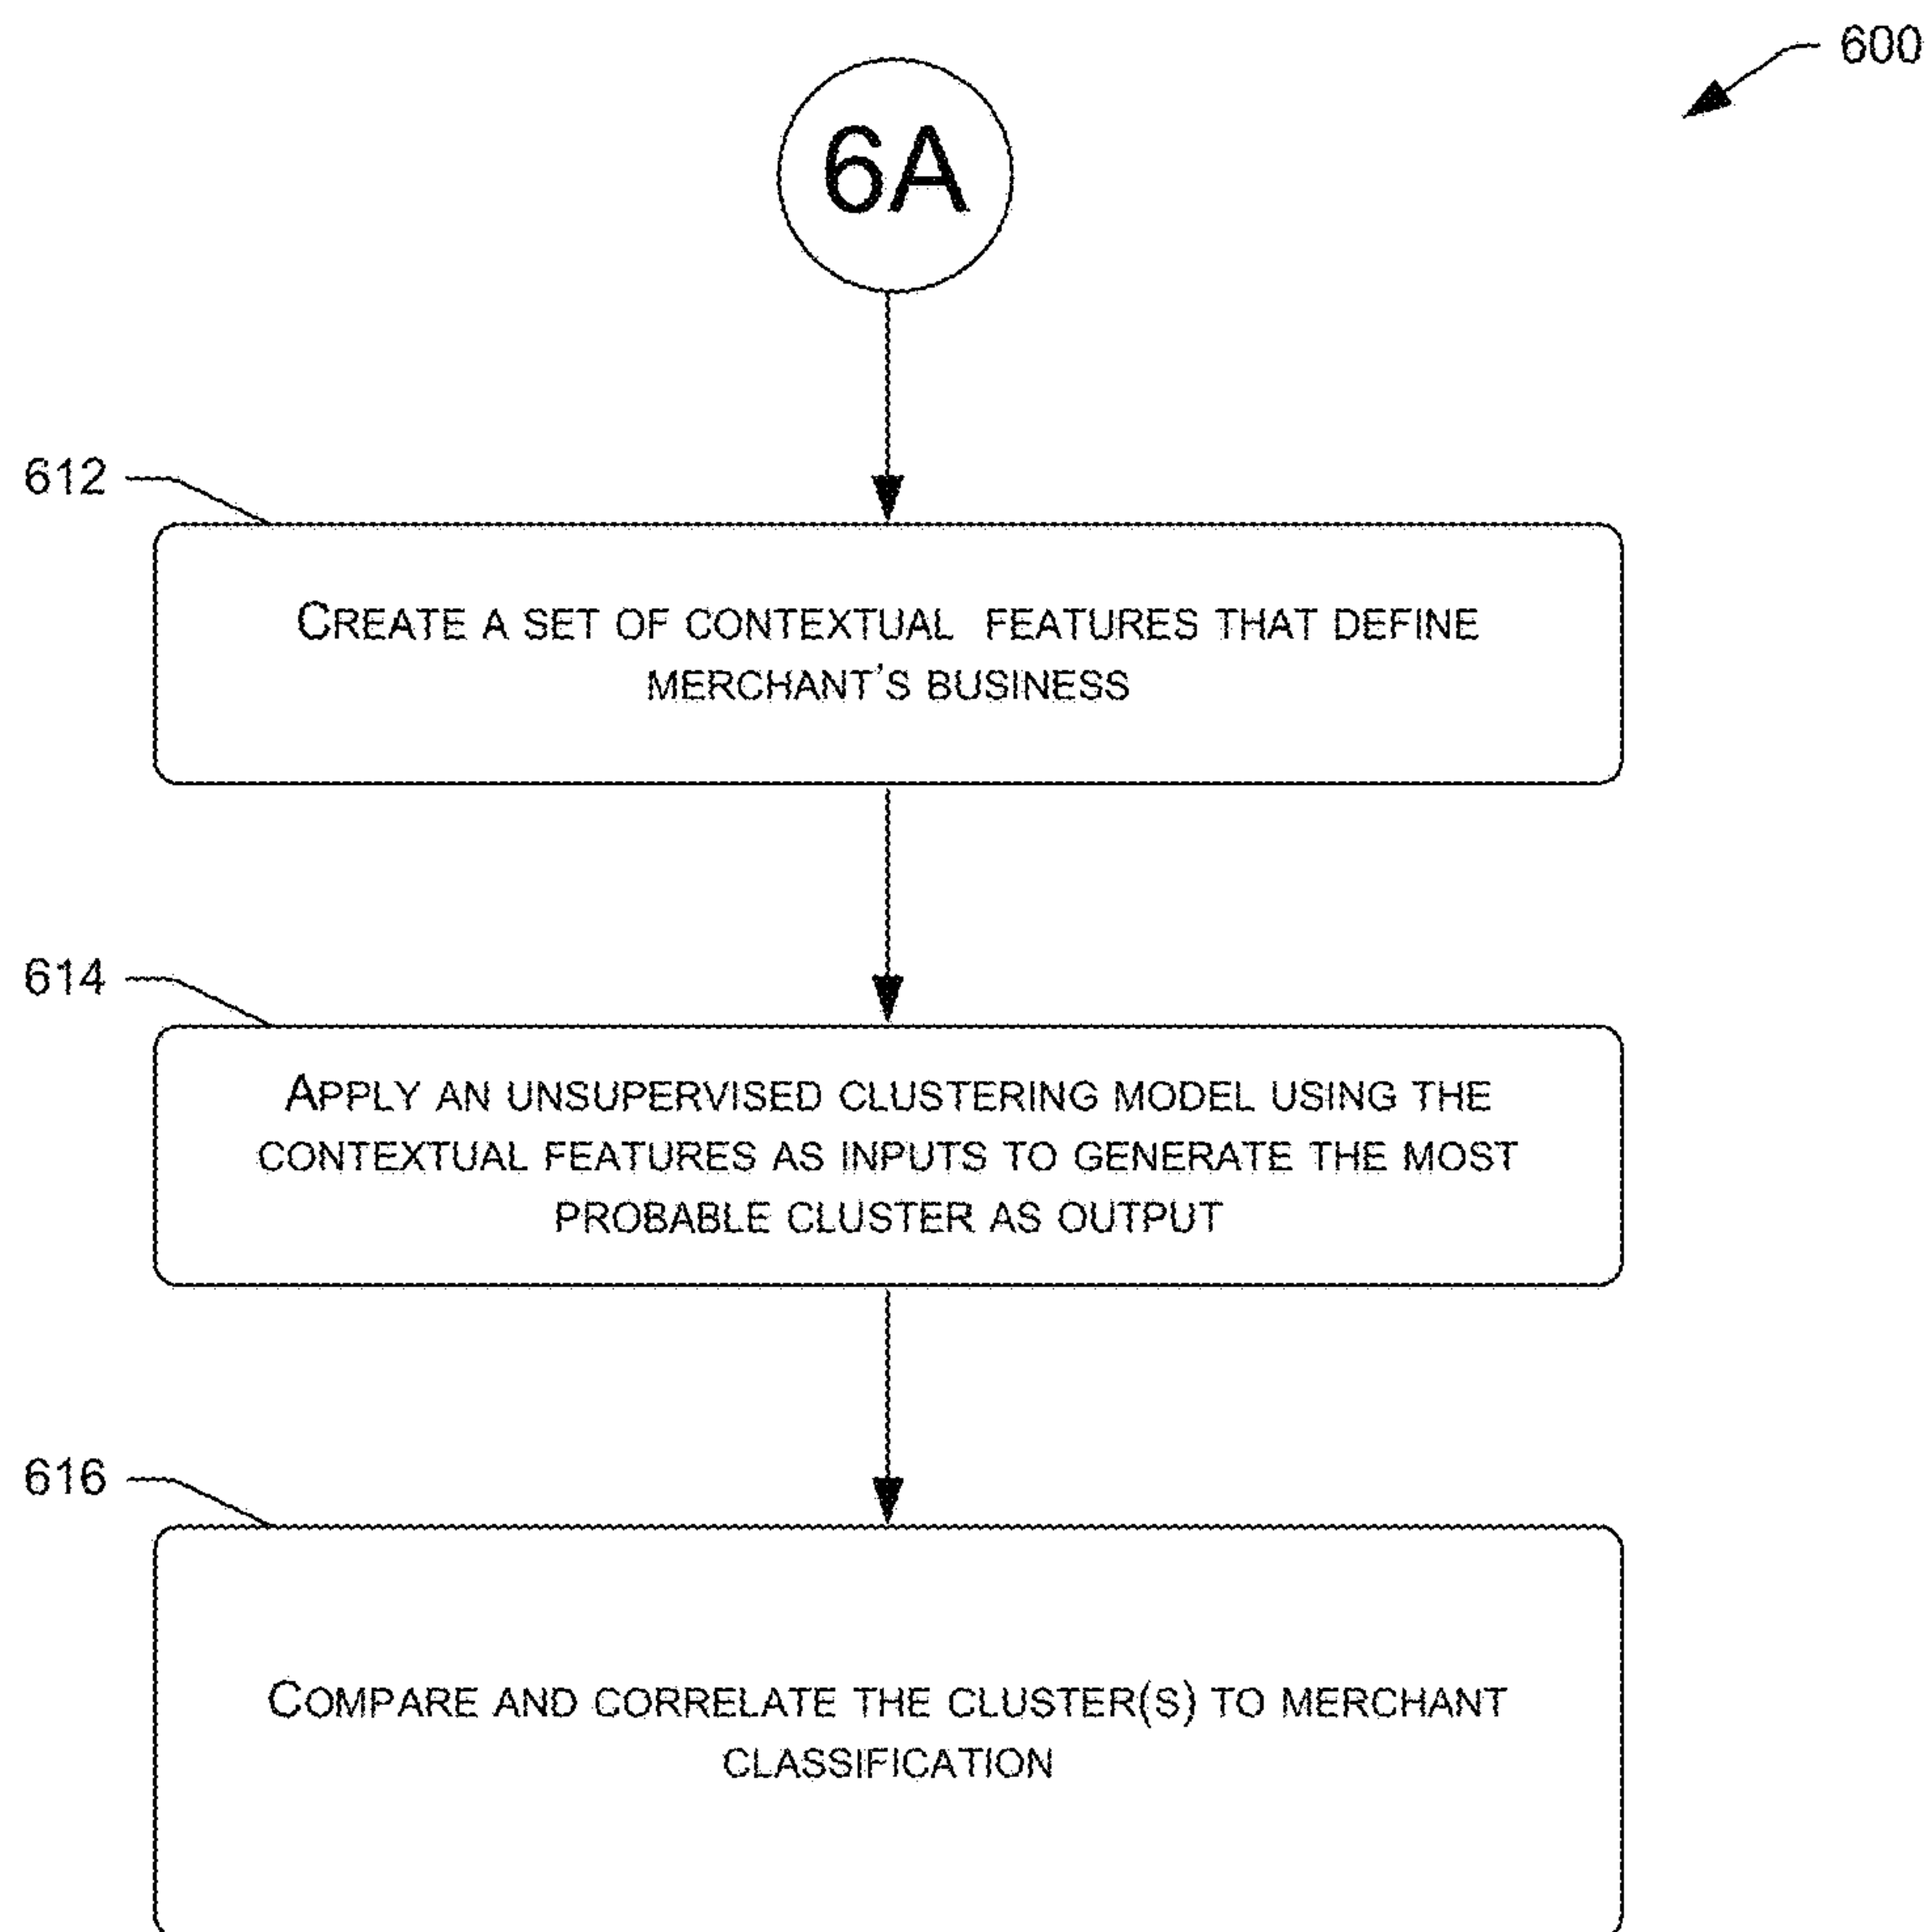 600
6A
612
CREATE A SET OF CONTEXTUAL FEATURES THAT DEFINE
MERCHANT'S BUSINESS
614
APPLY AN UNSUPERVISED CLUSTERING MODEL USING THE
CONTEXTUAL FEATURES AS INPUTS TO GENERATE THE MOST
PROBABLE CLUSTER AS OUTPUT
616
COMPARE AND CORRELATE THE CLUSTER(S) TO MERCHANT
CLASSIFICATION